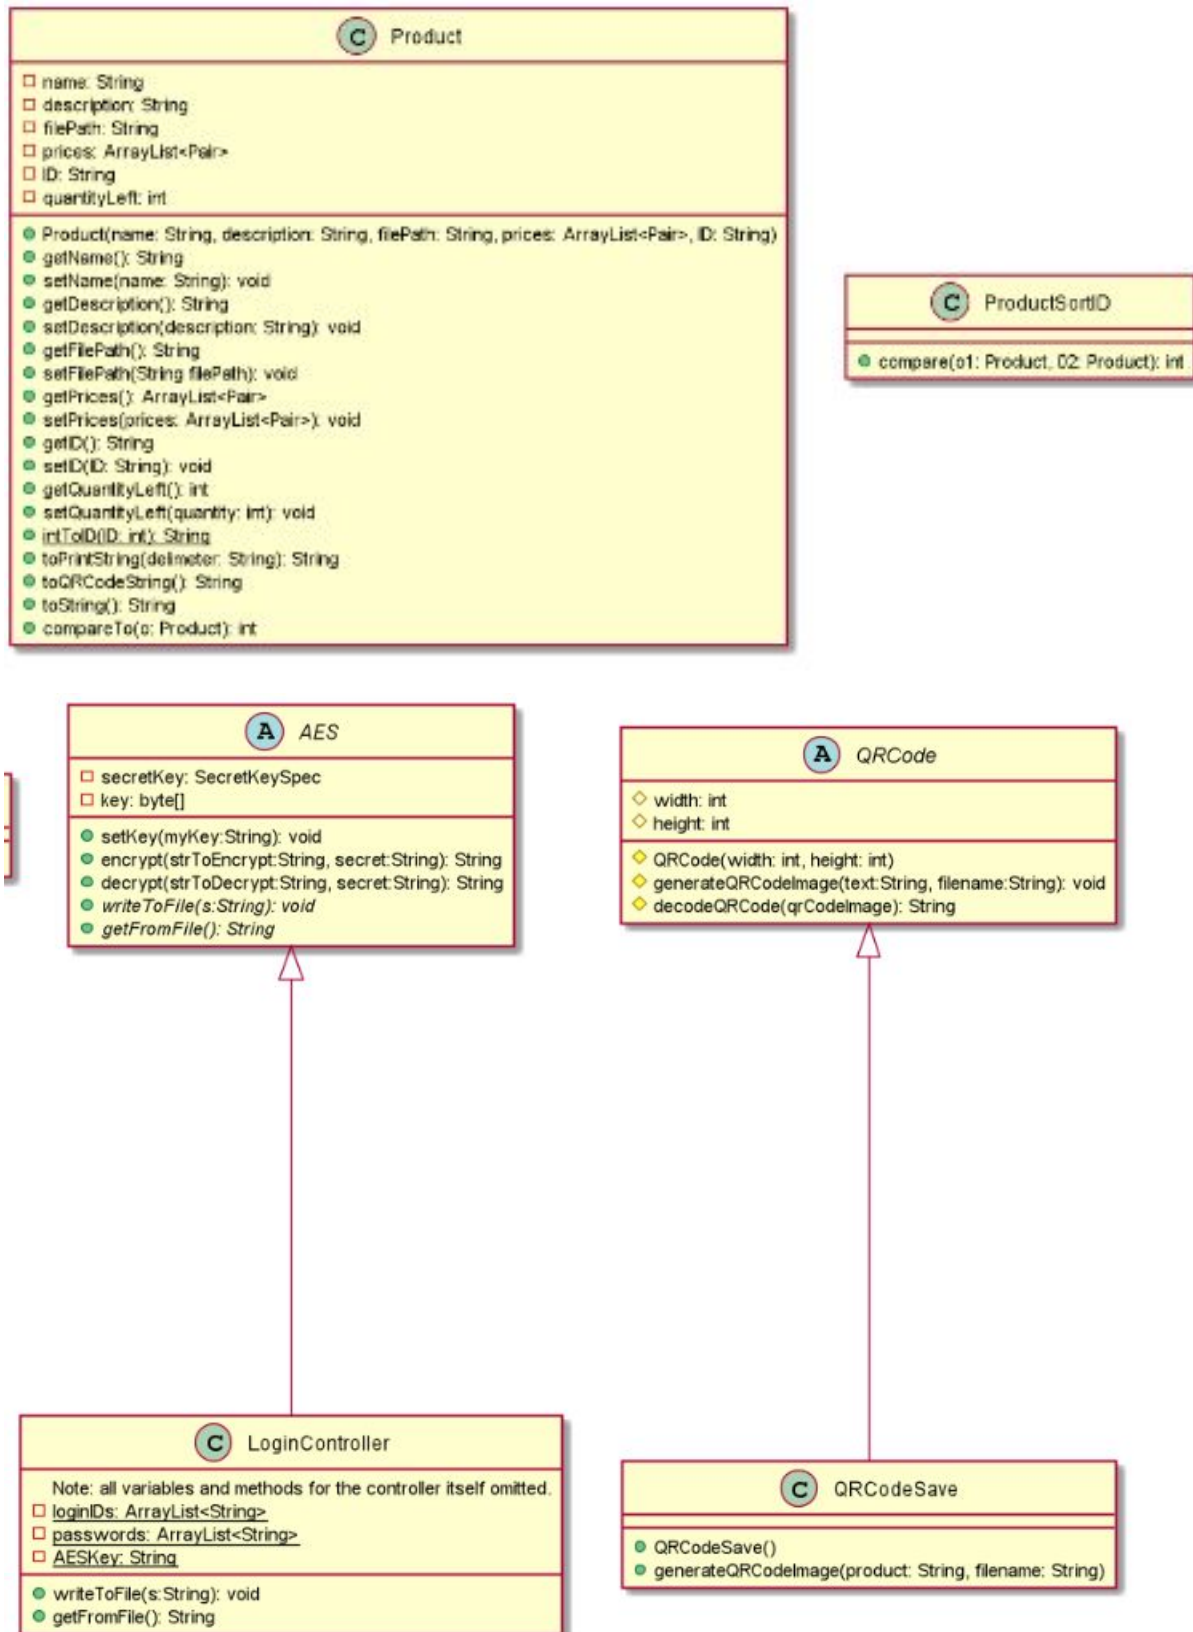 C Product
name: String
description: String
filePath: String
prices: ArrayList<Pair>
ID: String
quantityLeft: int
Product(name: String, description: String, filePath: String, prices: ArrayList<Pair>, ID: String)
getName(): String
setName(name: String): void
getDescription(): String
setDescription(description: String): void
getFilePath(): String
setFilePath(String filePath): void
getPrices(): ArrayList<Pair>
setPrices(prices: ArrayList<Pair>): void
getID(): String
setID(ID: String): void
getQuantityLeft(): int
setQuantityLeft(quantity: int): void
intToID(ID: int): String
toPrintString(delimeter: String): String
toQRCodeString(): String
toString(): String
compareTo(o: Product): int
C ProductSortID
compare(o1: Product, O2: Product): int
A AES
secretKey: SecretKeySpec
key: byte[]
setKey(myKey:String): void
encrypt(strToEncrypt:String, secret:String): String
decrypt(strToDecrypt:String, secret:String): String
writeToFile(s:String): void
getFromFile(): String
A QRCode
width: int
height: int
QRCode(width: int, height: int)
generateQRCodeImage(text:String, filename:String): void
decodeQRCode(qrCodeImage): String
C LoginController
Note: all variables and methods for the controller itself omitted.
loginIDs: ArrayList<String>
passwords: ArrayList<String>
AESKey: String
writeToFile(s:String): void
getFromFile(): String
C QRCodeSave
QRCodeSave()
generateQRCodeImage(product: String, filename: String)